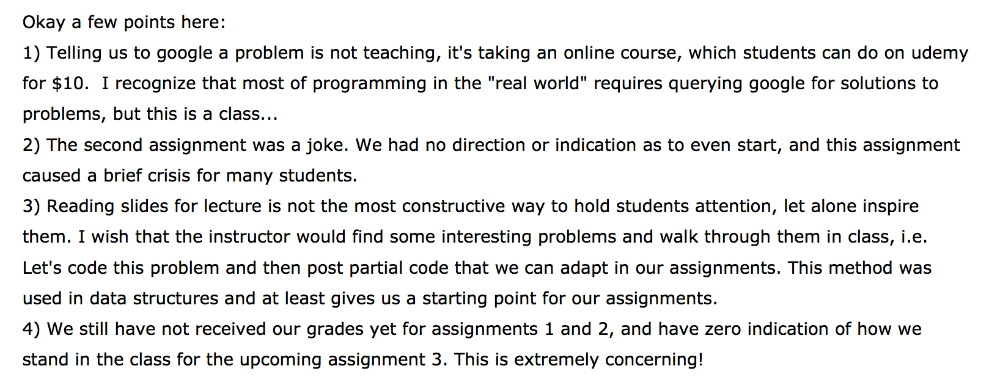 Okay a few points here:
1) Telling us to google a problem is not teaching, it's taking an online course, which students can do on udemy
for $10.  I recognize that most of programming in the "real world" requires querying google for solutions to
problems, but this is a class...
2) The second assignment was a joke. We had no direction or indication as to even start, and this assignment
caused a brief crisis for many students.
3) Reading slides for lecture is not the most constructive way to hold students attention, let alone inspire
them. I wish that the instructor would find some interesting problems and walk through them in class, i.e.
Let's code this problem and then post partial code that we can adapt in our assignments. This method was
used in data structures and at least gives us a starting point for our assignments.
4) We still have not received our grades yet for assignments 1 and 2, and have zero indication of how we
stand in the class for the upcoming assignment 3. This is extremely concerning!